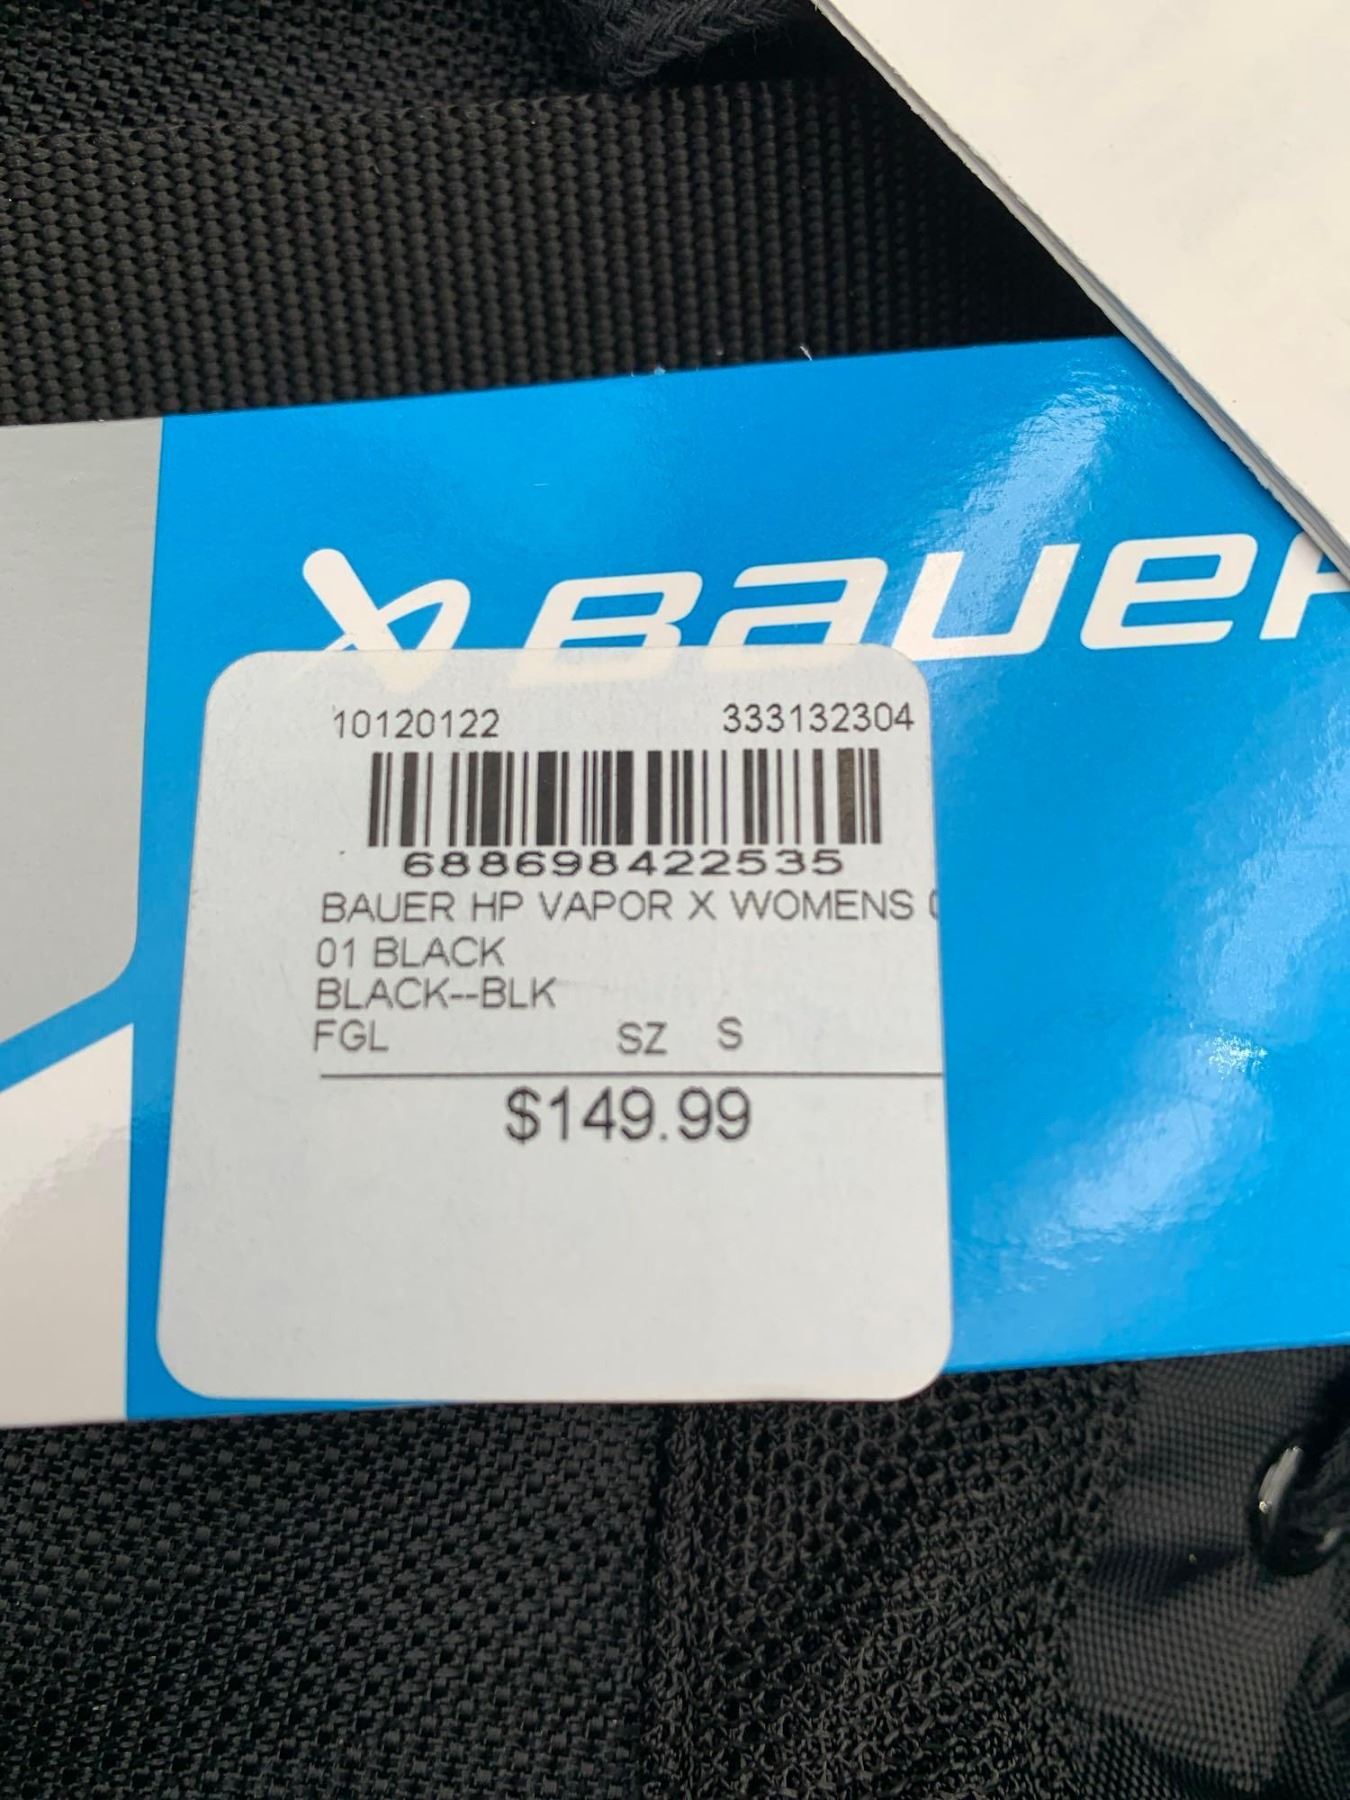 BAUER
10120122 333132304
688698422535
BAUER HP VAPOR X WOMENS
01 BLACK
BLACK--BLK
FGL SZ S
$149.99